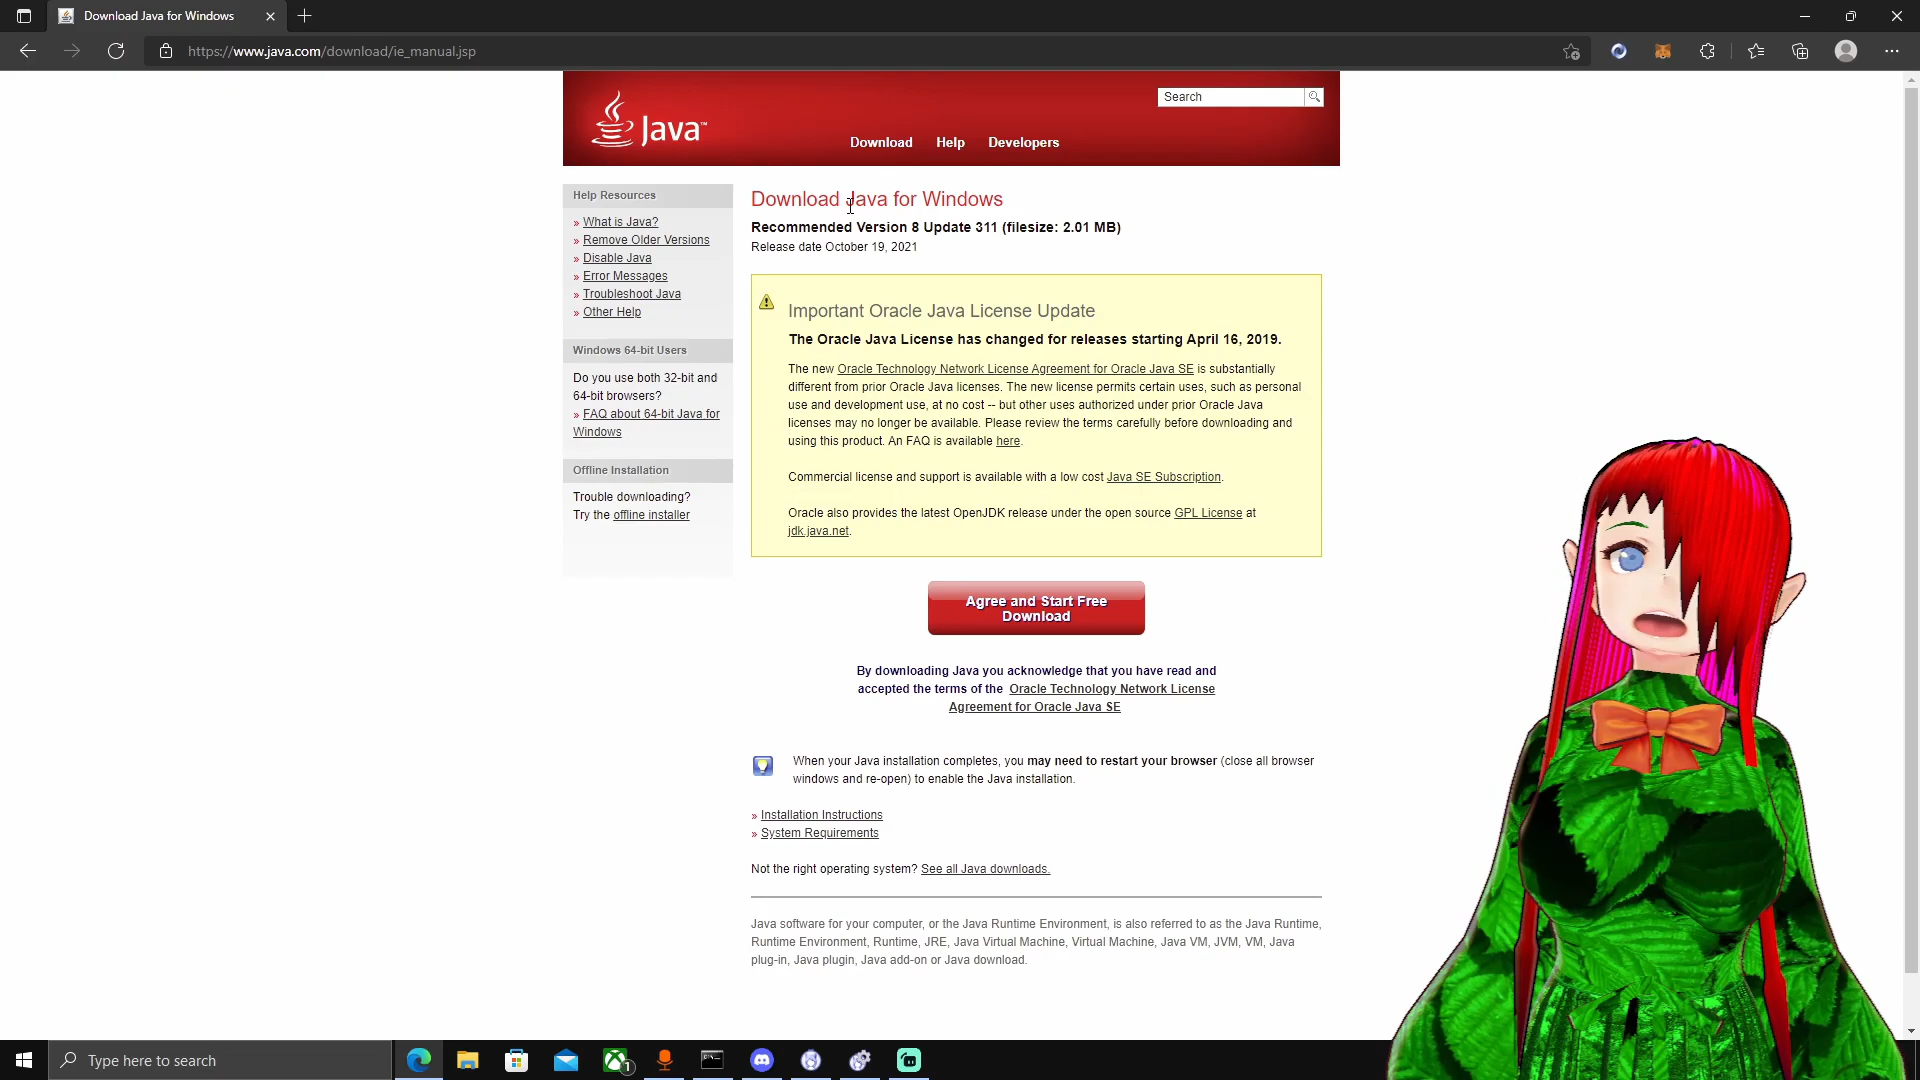 Download Java for Windows
https://www.java.com/download/ie_manual.jsp
Java™
Search
Download Help Developers
Help Resources
» What is Java?
» Remove Older Versions
» Disable Java
» Error Messages
» Troubleshoot Java
» Other Help
Windows 64-bit Users
Do you use both 32-bit and
64-bit browsers?
» FAQ about 64-bit Java for
Windows
Offline Installation
Trouble downloading?
Try the offline installer
Download Java for Windows
Recommended Version 8 Update 311 (filesize: 2.01 MB)
Release date October 19, 2021
Important Oracle Java License Update
The Oracle Java License has changed for releases starting April 16, 2019.
The new Oracle Technology Network License Agreement for Oracle Java SE is substantially
different from prior Oracle Java licenses. The new license permits certain uses, such as personal
use and development use, at no cost -- but other uses authorized under prior Oracle Java
licenses may no longer be available. Please review the terms carefully before downloading and
using this product. An FAQ is available here.
Commercial license and support is available with a low cost Java SE Subscription.
Oracle also provides the latest OpenJDK release under the open source GPL License at
jdk.java.net.
Agree and Start Free
Download
By downloading Java you acknowledge that you have read and
accepted the terms of the Oracle Technology Network License
Agreement for Oracle Java SE
When your Java installation completes, you may need to restart your browser (close all browser
windows and re-open) to enable the Java installation.
» Installation Instructions
» System Requirements
Not the right operating system? See all Java downloads.
Java software for your computer, or the Java Runtime Environment, is also referred to as the Java Runtime,
Runtime Environment, Runtime, JRE, Java Virtual Machine, Virtual Machine, Java VM, JVM, VM, Java
plug-in, Java plugin, Java add-on or Java download.
Type here to search
1